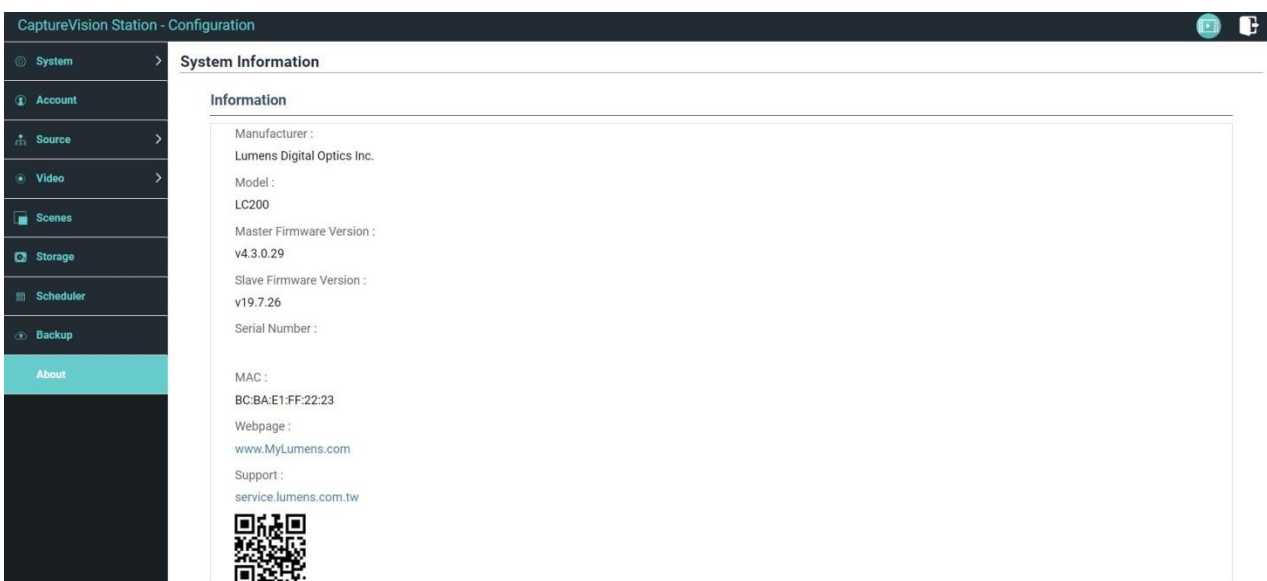 CaptureVision Station - Configuration
System
Account
Source
Video
Scenes
Storage
Scheduler
Backup
About
System Information
Information
Manufacturer :
Lumens Digital Optics Inc.
Model :
LC200
Master Firmware Version :
v4.3.0.29
Slave Firmware Version :
v19.7.26
Serial Number :
MAC :
BC:BA:E1:FF:22:23
Webpage :
www.MyLumens.com
Support :
service.lumens.com.tw